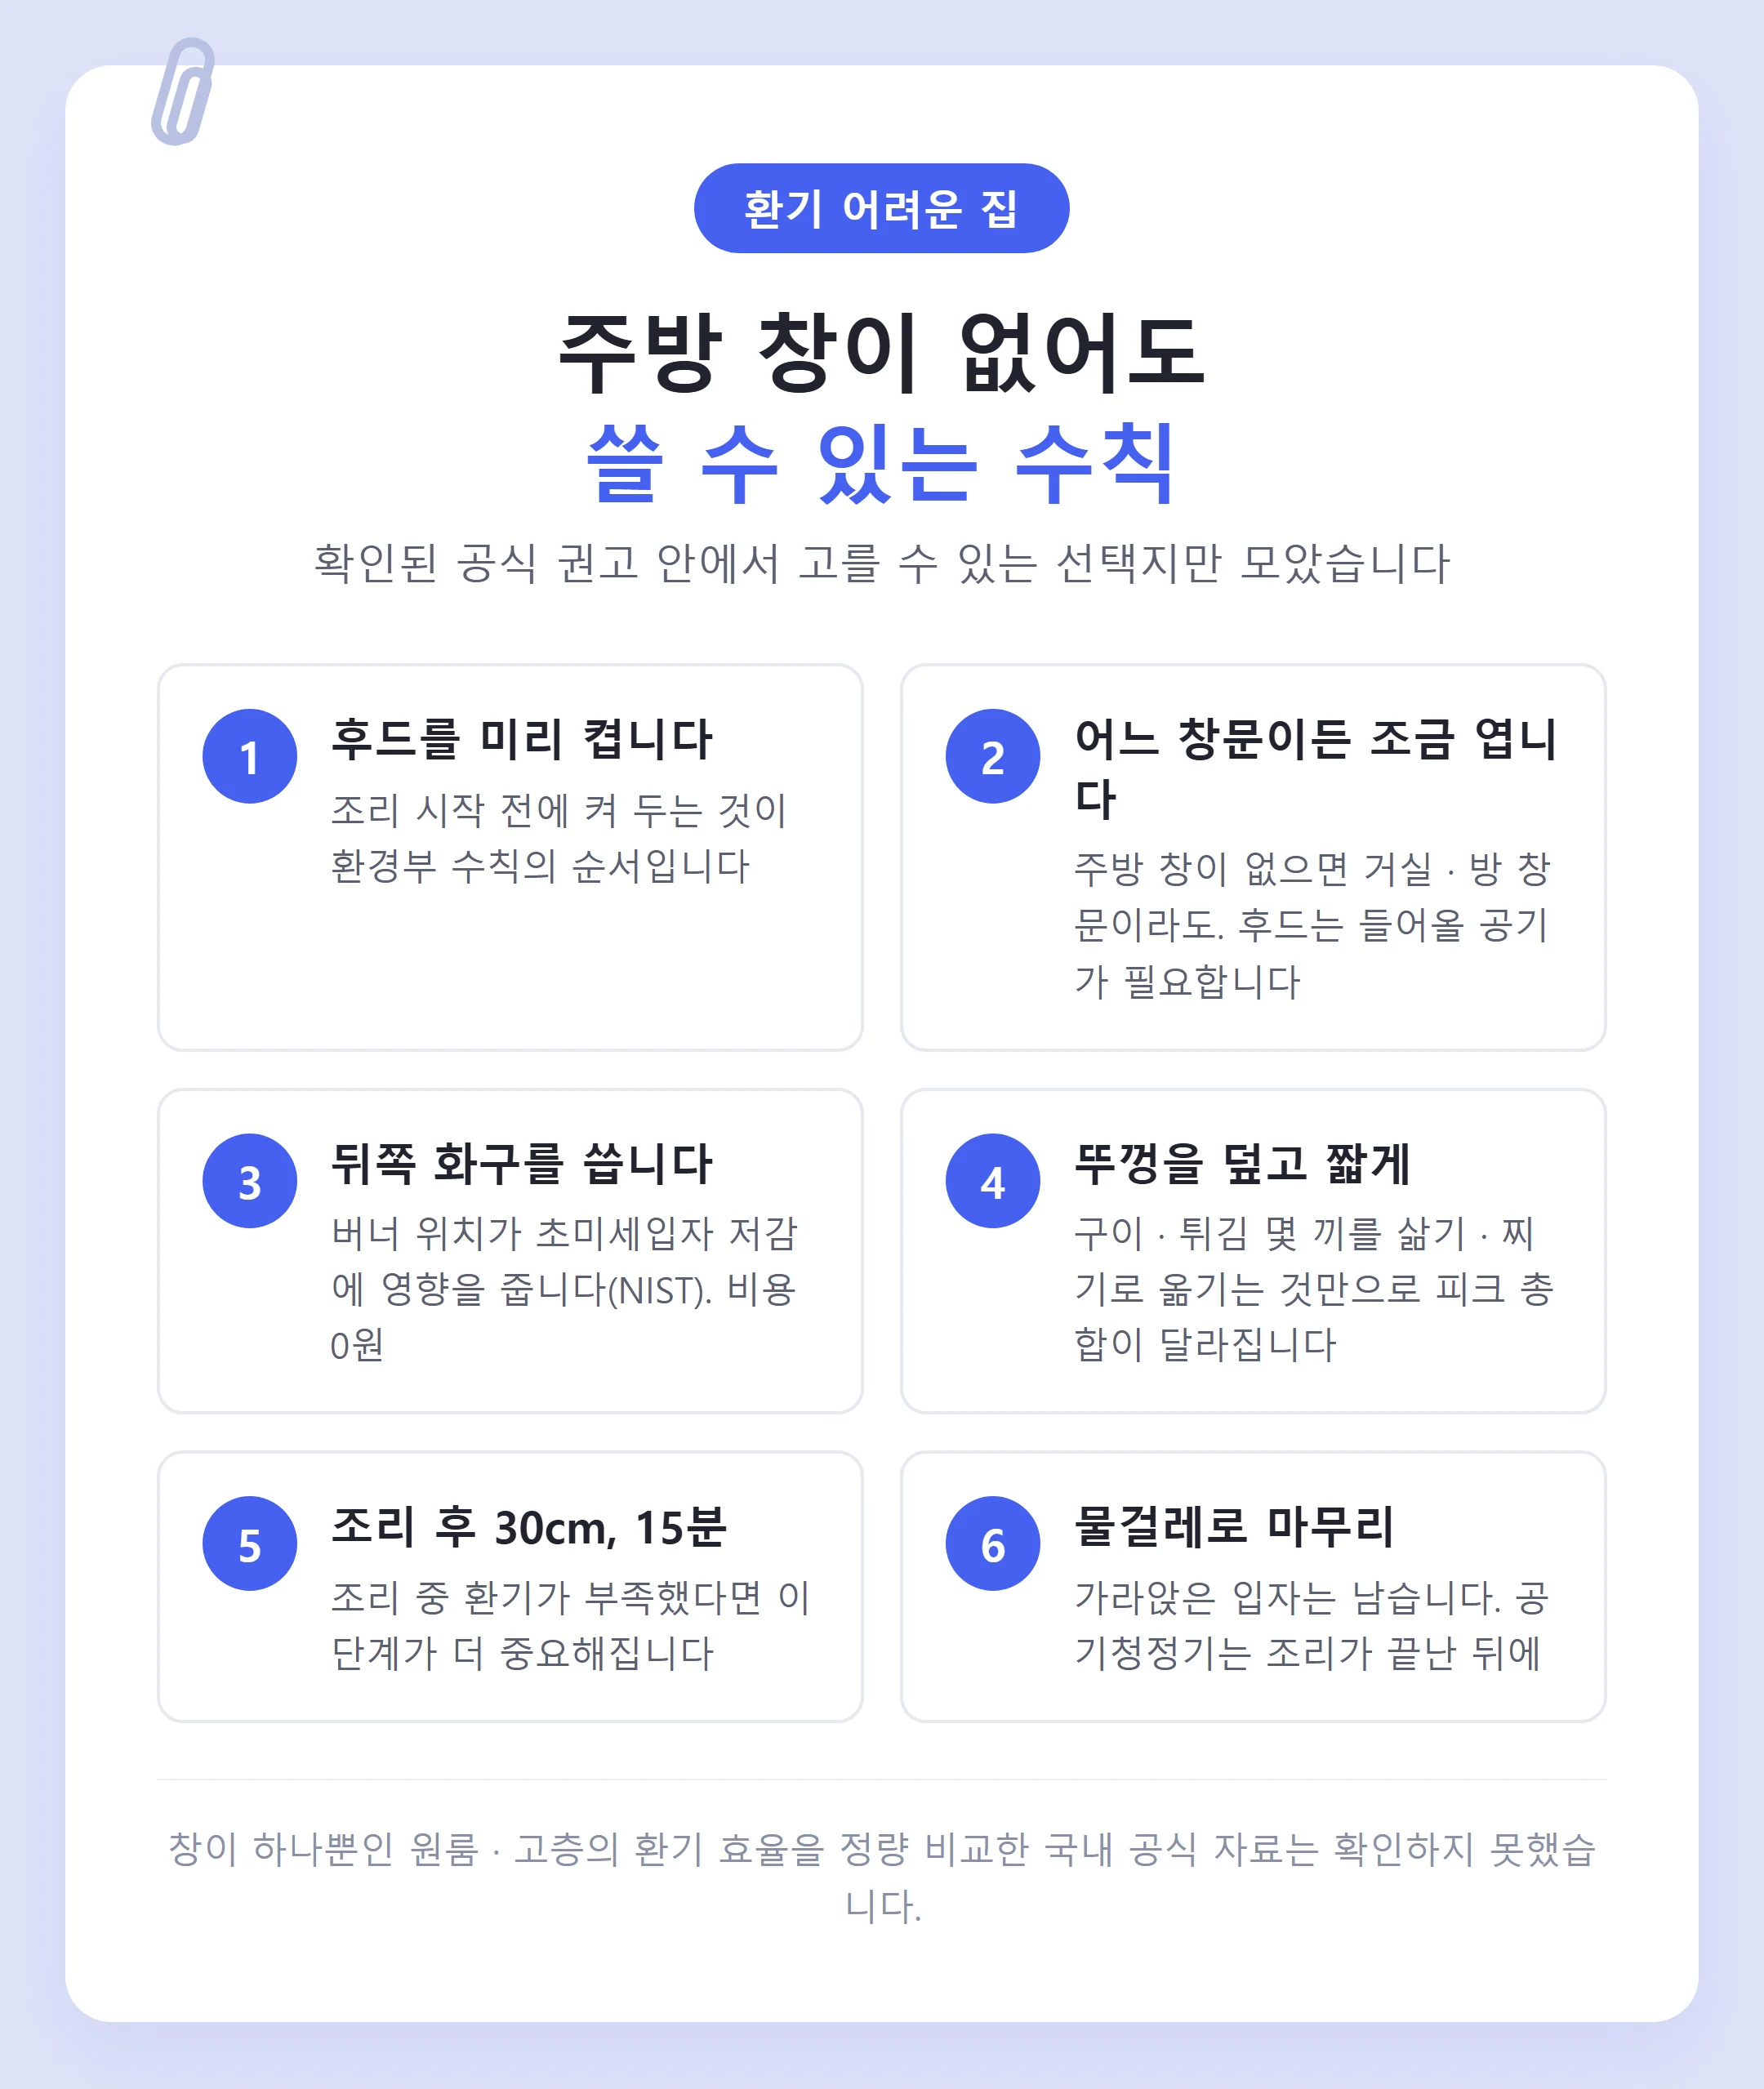 환기 어려운 집
주방 창이 없어도
쓸 수 있는 수칙
확인된 공식 권고 안에서 고를 수 있는 선택지만 모았습니다
1
후드를 미리 켭니다
조리 시작 전에 켜 두는 것이
환경부 수칙의 순서입니다
2
어느 창문이든 조금 엽니
다
주방 창이 없으면 거실 · 방 창
문이라도. 후드는 들어올 공기
가 필요합니다
3
뒤쪽 화구를 씁니다
버너 위치가 초미세입자 저감
에 영향을 줍니다(NIST). 비용
0원
4
뚜껑을 덮고 짧게
구이 · 튀김 몇 끼를 삶기 · 찌
기로 옮기는 것만으로 피크 총
합이 달라집니다
5
조리 후 30cm, 15분
조리 중 환기가 부족했다면 이
단계가 더 중요해집니다
6
물걸레로 마무리
가라앉은 입자는 남습니다. 공
기청정기는 조리가 끝난 뒤에
창이 하나뿐인 원룸 · 고층의 환기 효율을 정량 비교한 국내 공식 자료는 확인하지 못했습
니다.